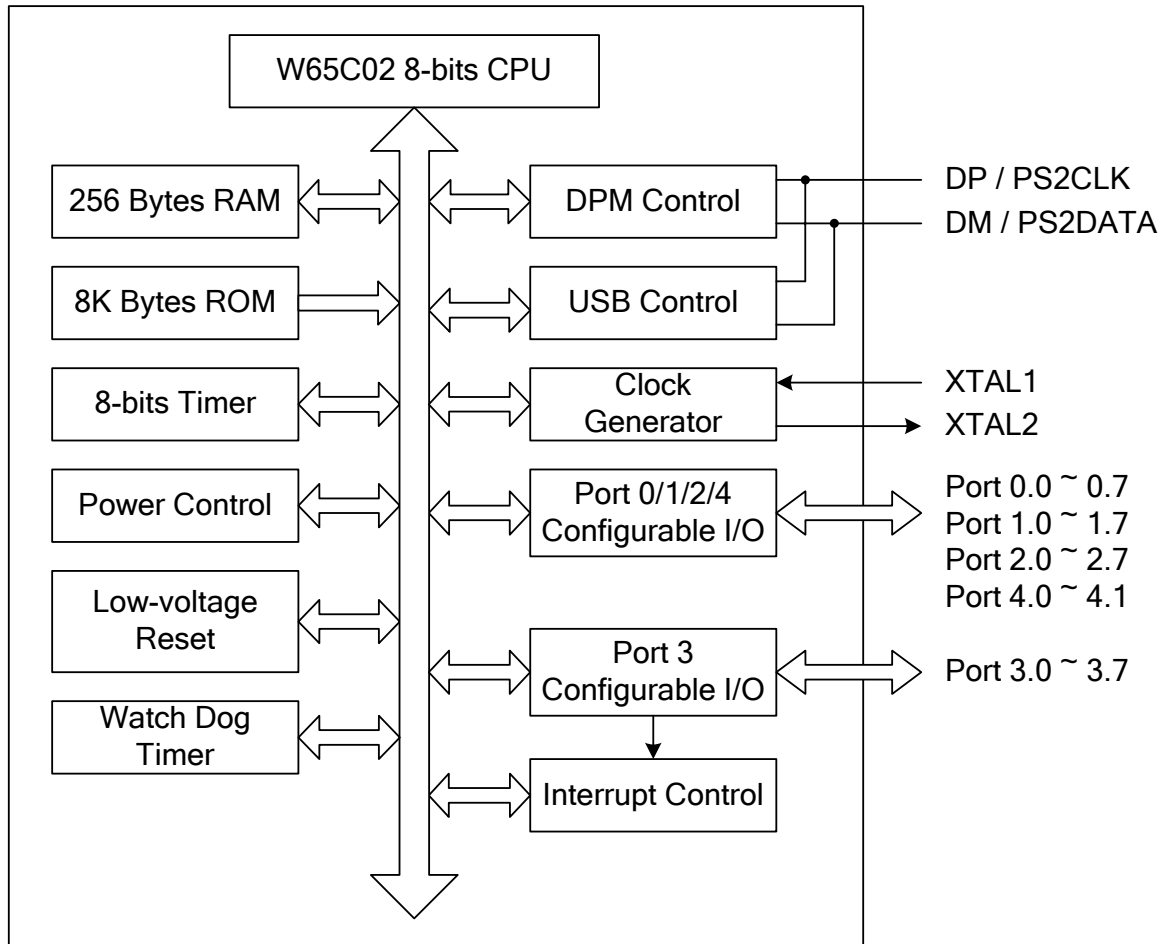 W65C02 8-bits CPU
256 Bytes RAM
8K Bytes ROM
8-bits Timer
Power Control
Low-voltage
Reset
Watch Dog
Timer
DPM Control
USB Control
Clock
Generator
Port 0/1/2/4
Configurable I/O
Port 3
Configurable I/O
Interrupt Control
DP / PS2CLK
DM / PS2DATA
XTAL1
XTAL2
Port 0.0 ~ 0.7
Port 1.0 ~ 1.7
Port 2.0 ~ 2.7
Port 4.0 ~ 4.1
Port 3.0 ~ 3.7